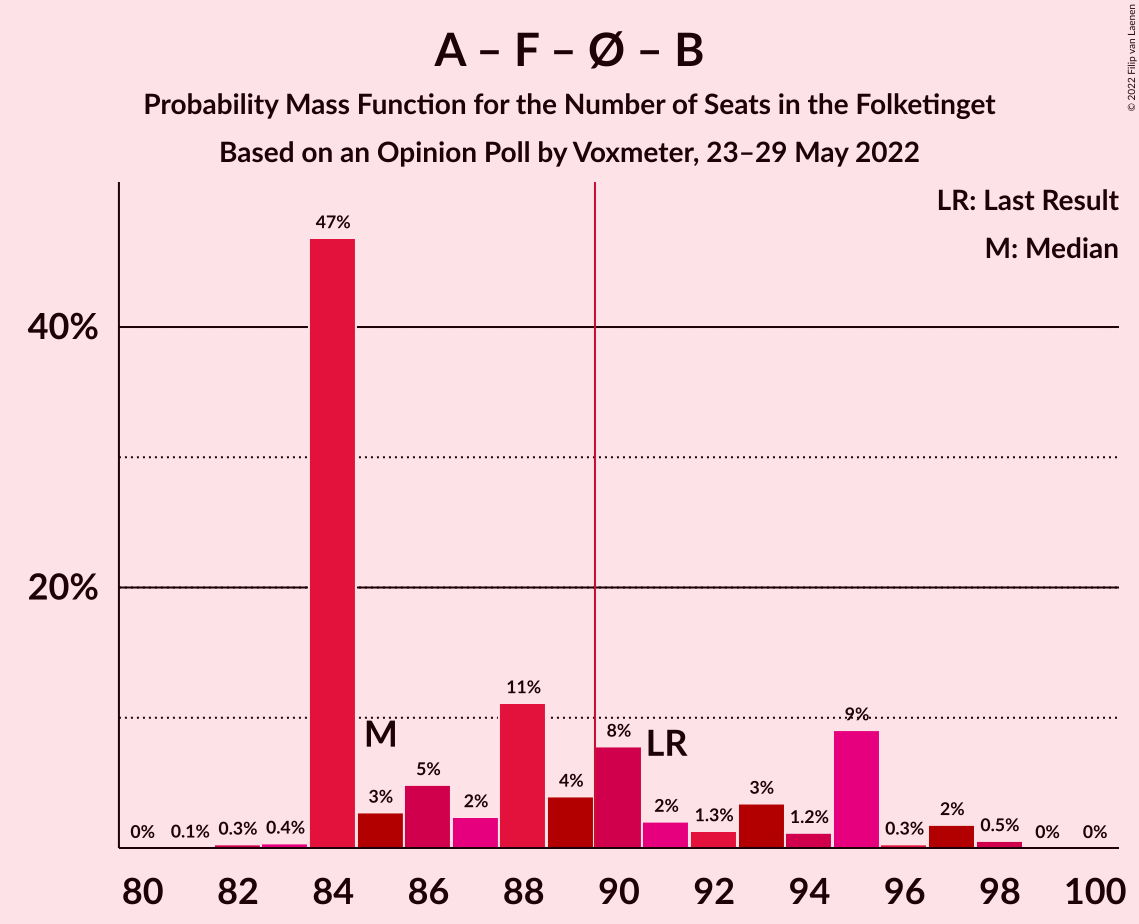 A – F – Ø – B
Probability Mass Function for the Number of Seats in the Folketinget
Based on an Opinion Poll by Voxmeter, 23–29 May 2022
© 2022 Filip van Laenen
LR: Last Result
M: Median
47%
40%
20%
11%
9%
M
LR
8%
5%
4%
3%
2%
2%
3%
2%
0%
0.1%
0.3%
0.4%
1.3%
1.2%
0.3%
0.5%
0%
0%
80 82 84 86 88 90 92 94 96 98 100